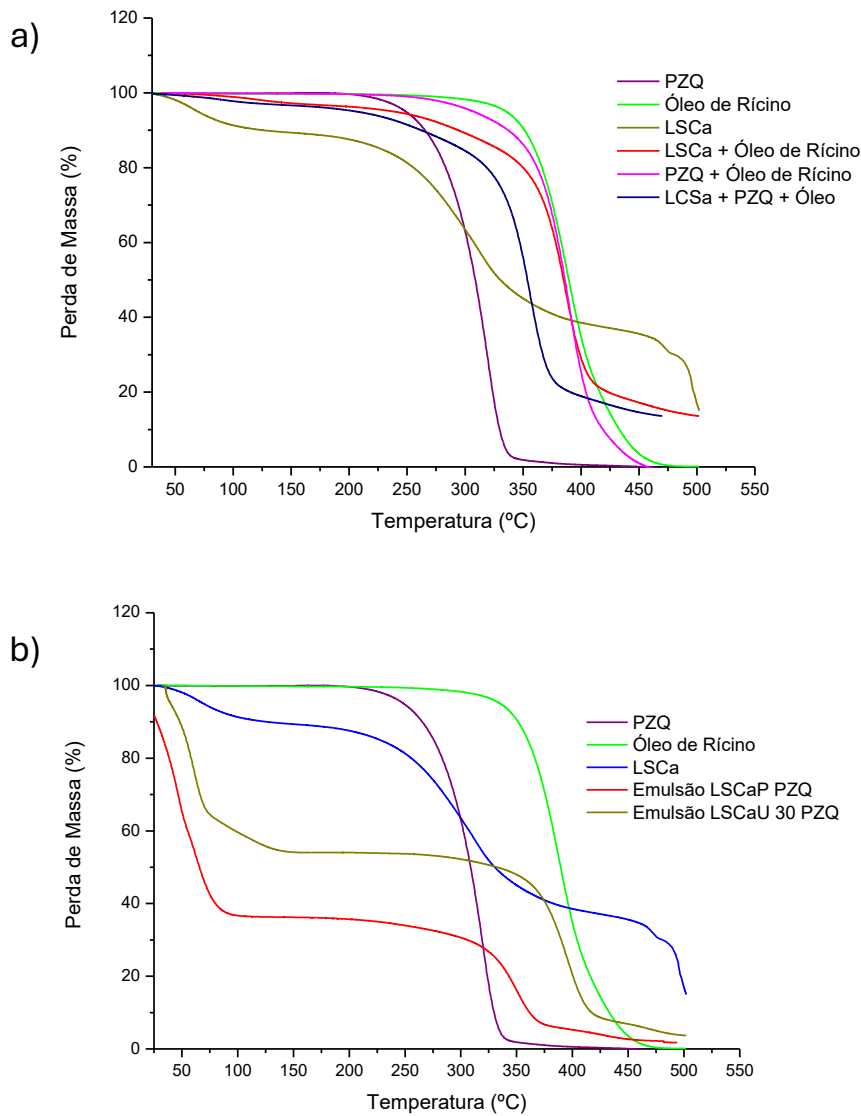 a)
120
100
80
60
40
20
0
Perda de Massa (%)
50 100 150 200 250 300 350 400 450 500 550
Temperatura (ºC)
PZQ
Óleo de Rícino
LSCa
LSCa + Óleo de Rícino
PZQ + Óleo de Rícino
LCSa + PZQ + Óleo
b)
120
100
80
60
40
20
0
Perda de Massa (%)
50 100 150 200 250 300 350 400 450 500 550
Temperatura (ºC)
PZQ
Óleo de Rícino
LSCa
Emulsão LSCaP PZQ
Emulsão LSCaU 30 PZQ